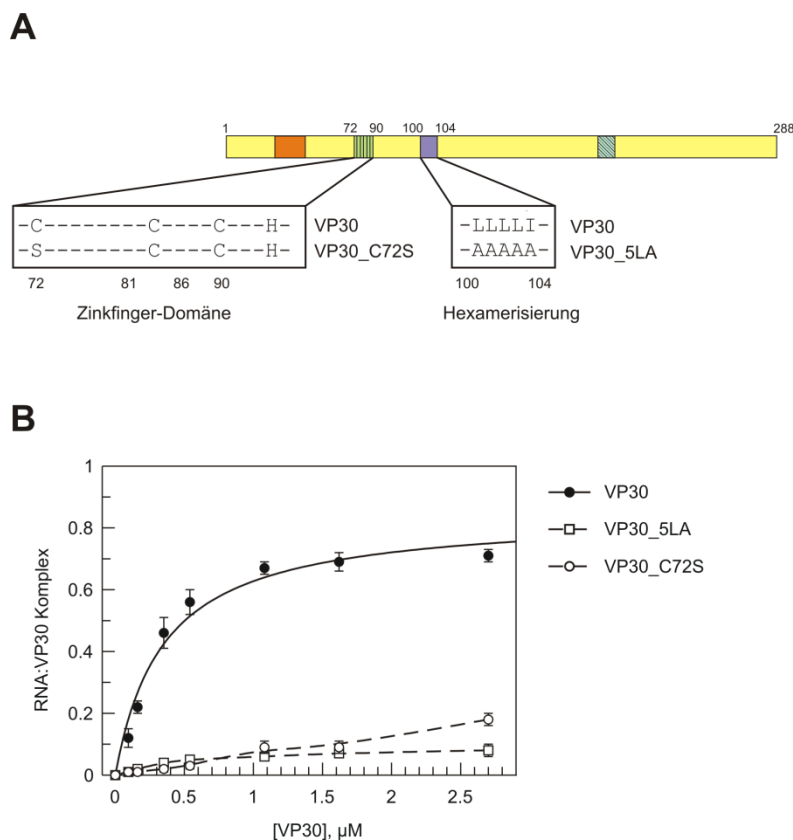 A
1 72 90 100 104 288
-C-------C---C--H- VP30
-S-------C---C--H- VP30_C72S
72 81 86 90
Zinkfinger-Domäne
-LLLLI- VP30
-AAAAA- VP30_5LA
100 104
Hexamerisierung
B
RNA:VP30 Komplex
1
0.8
0.6
0.4
0.2
0
0 0.5 1 1.5 2 2.5
[VP30], µM
VP30
VP30_5LA
VP30_C72S